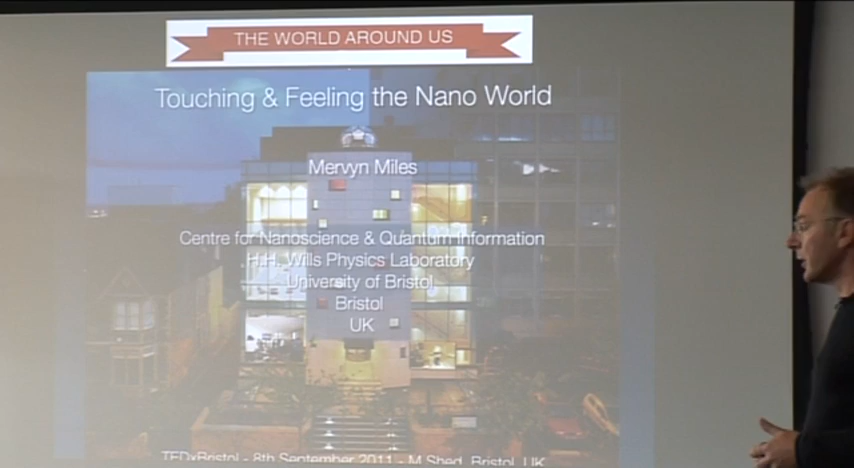 THE WORLD AROUND US
Touching & Feeling the Nano World
Mervyn Miles
Centre for Nanoscience & Quantum Information
H.H. Wills Physics Laboratory
University of Bristol
Bristol
UK
TEDxBristol - 8th September 2011 - M Shed, Bristol, UK